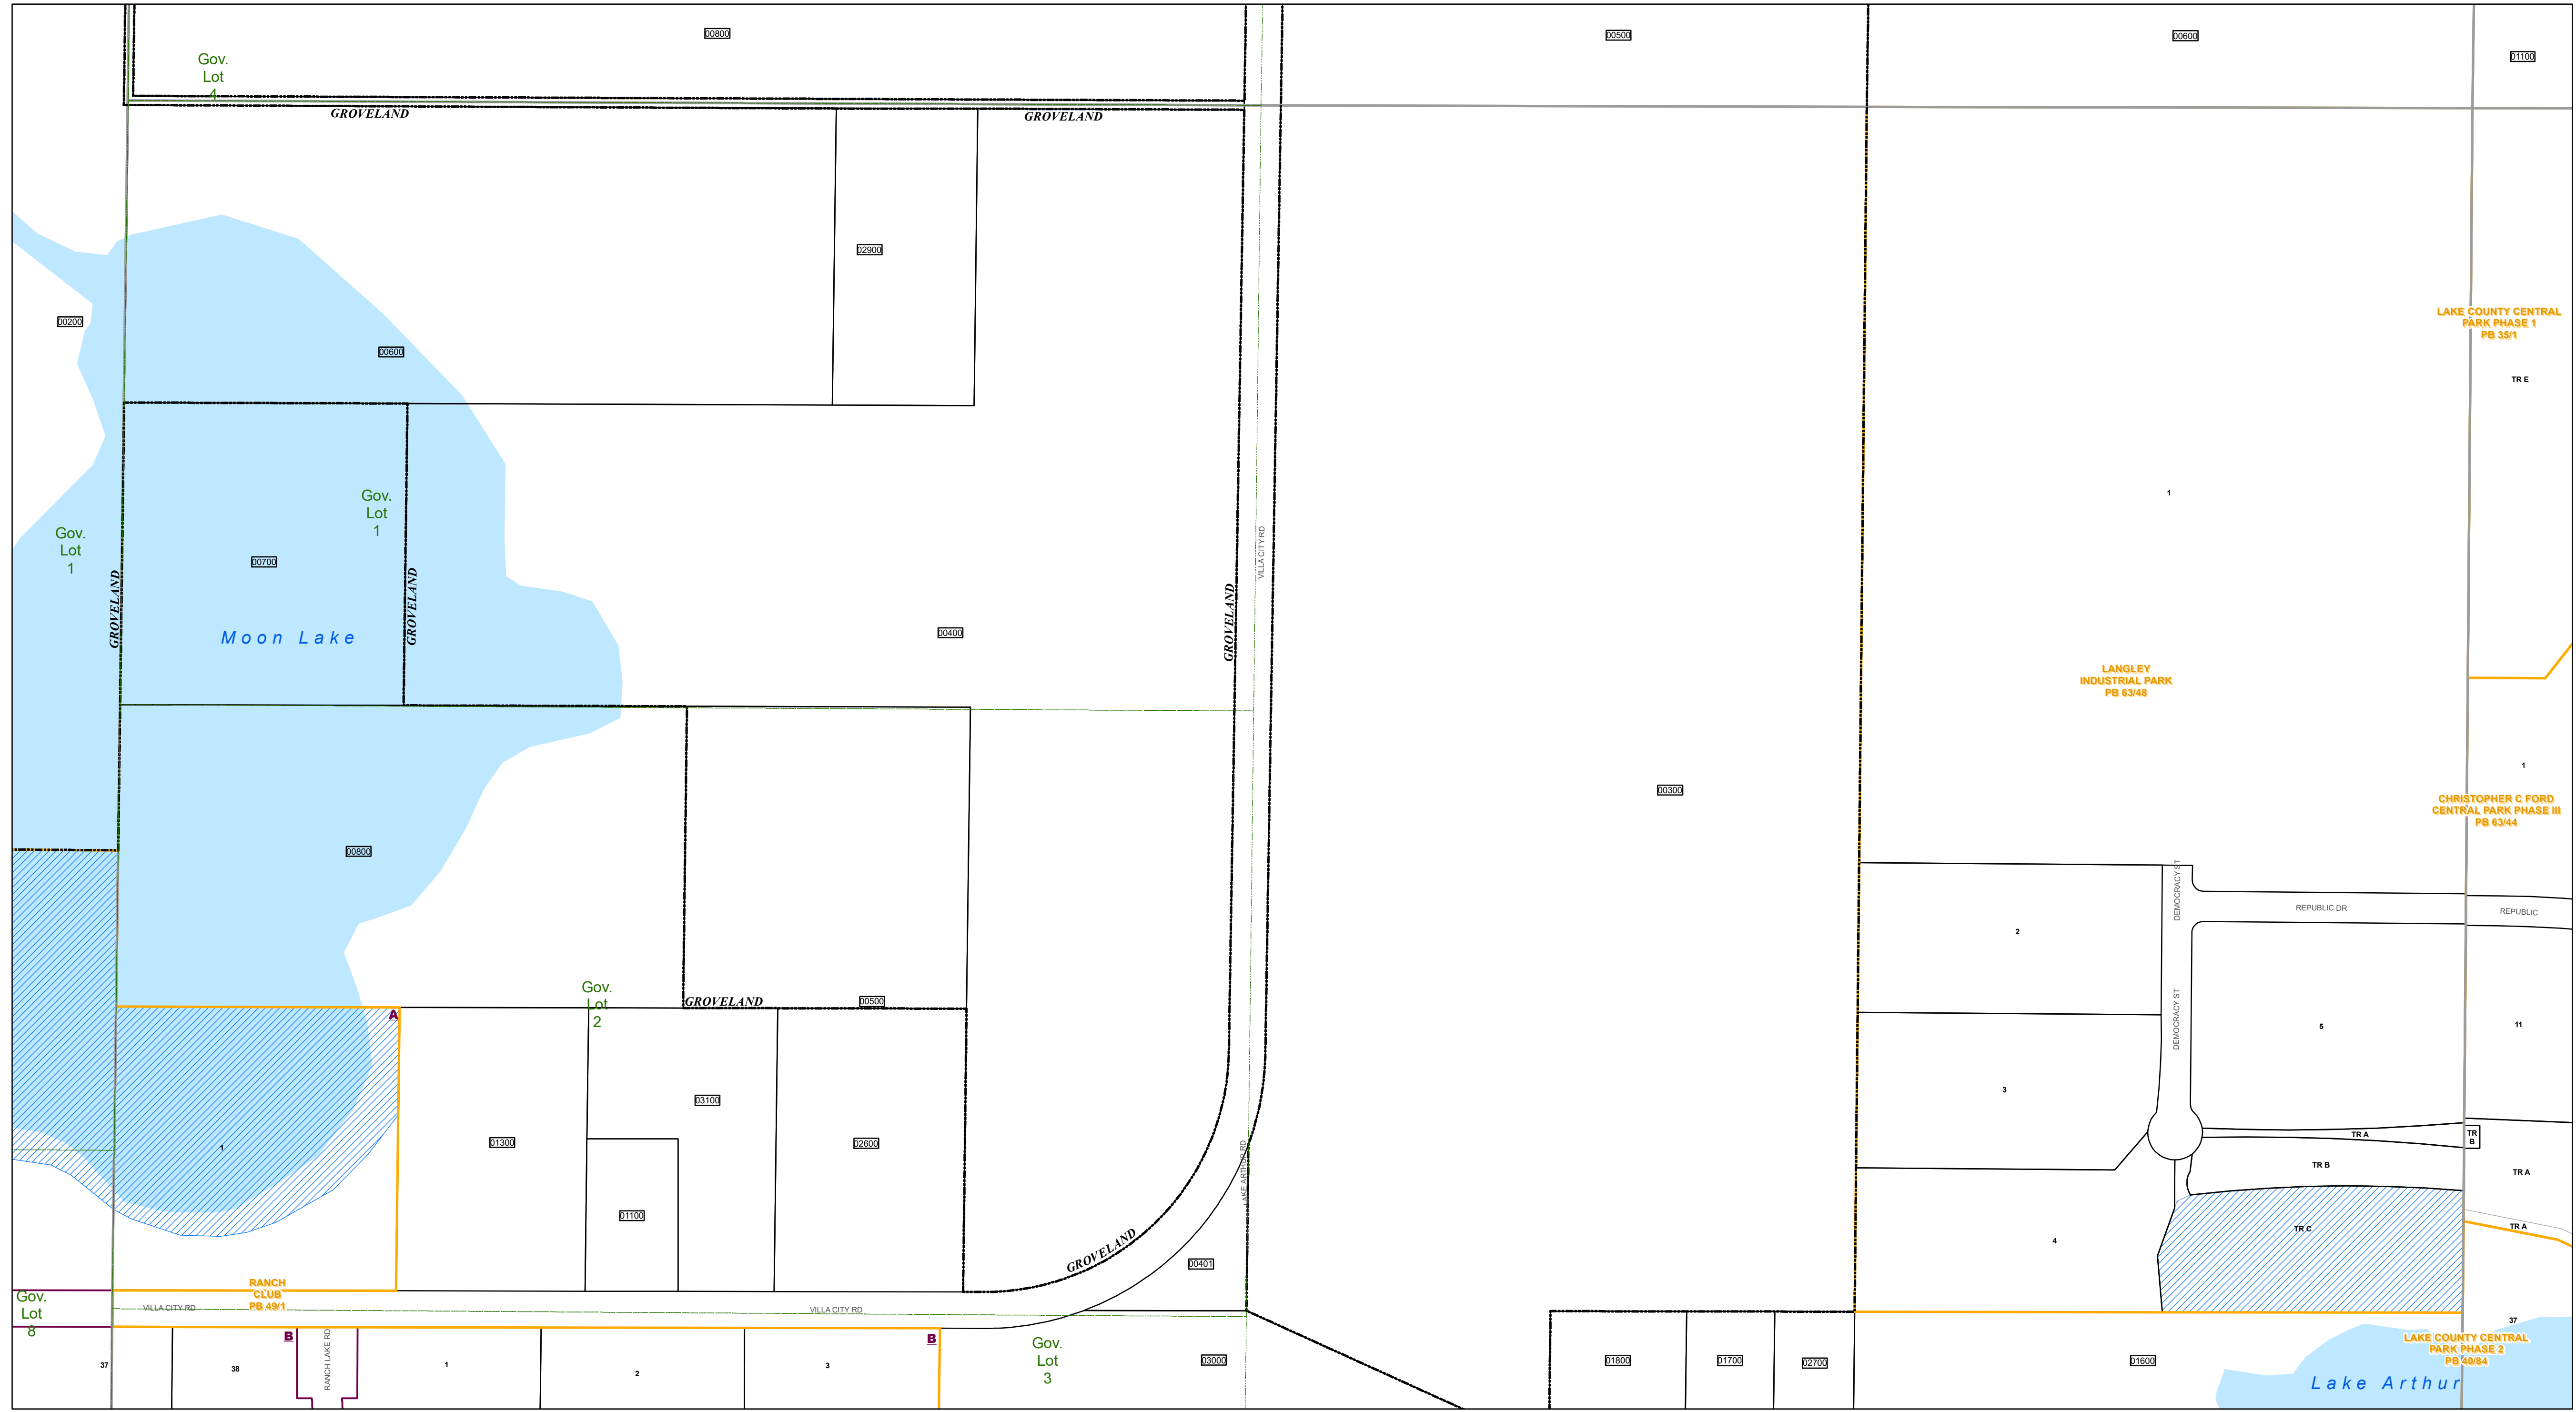 00800
00500
00600
01100
Gov.
Lot
4
GROVELAND
GROVELAND
02900
00200
00600
LAKE COUNTY CENTRAL
PARK PHASE 1
PB 35/1
TR E
Gov.
Lot
1
1
Gov.
Lot
1
00700
GROVELAND
GROVELAND
GROVELAND
VILLA CITY RD
Moon Lake
00400
LANGLEY
INDUSTRIAL PARK
PB 63/48
1
00300
CHRISTOPHER C FORD
CENTRAL PARK PHASE III
PB 63/44
00800
DEMOCRACY ST
REPUBLIC DR
REPUBLIC
2
Gov.
Lot
2
GROVELAND
00500
A
DEMOCRACY ST
5
11
3
03100
01300
02600
1
TR A
TR
B
TR B
TR A
LAKE ARTHUR RD
01100
TR C
TR A
4
GROVELAND
00401
RANCH
CLUB
PB 49/1
Gov.
Lot
8
VILLA CITY RD
VILLA CITY RD
37
B
B
RANCH LAKE RD
LAKE COUNTY CENTRAL
PARK PHASE 2
PB 40/84
Gov.
Lot
3
03000
01800
01700
02700
01600
37
38
1
2
3
Lake Arthur